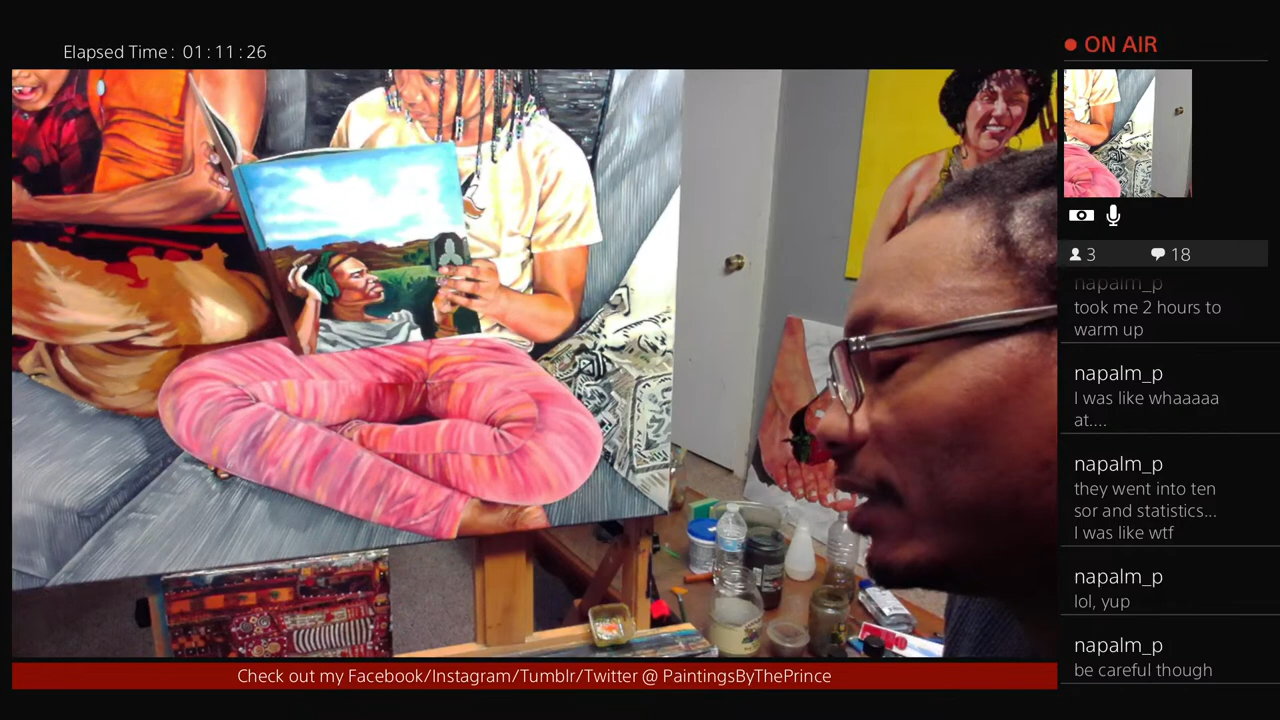 Elapsed Time: 01:11:26
ON AIR
3
18
napalm_p
took me 2 hours to
warm up
napalm_p
I was like whaaaaa
at....
napalm_p
they went into ten
sor and statistics...
I was like wtf
napalm_p
lol, yup
napalm_p
be careful though
Check out my Facebook/Instagram/Tumblr/Twitter @ PaintingsByThePrince